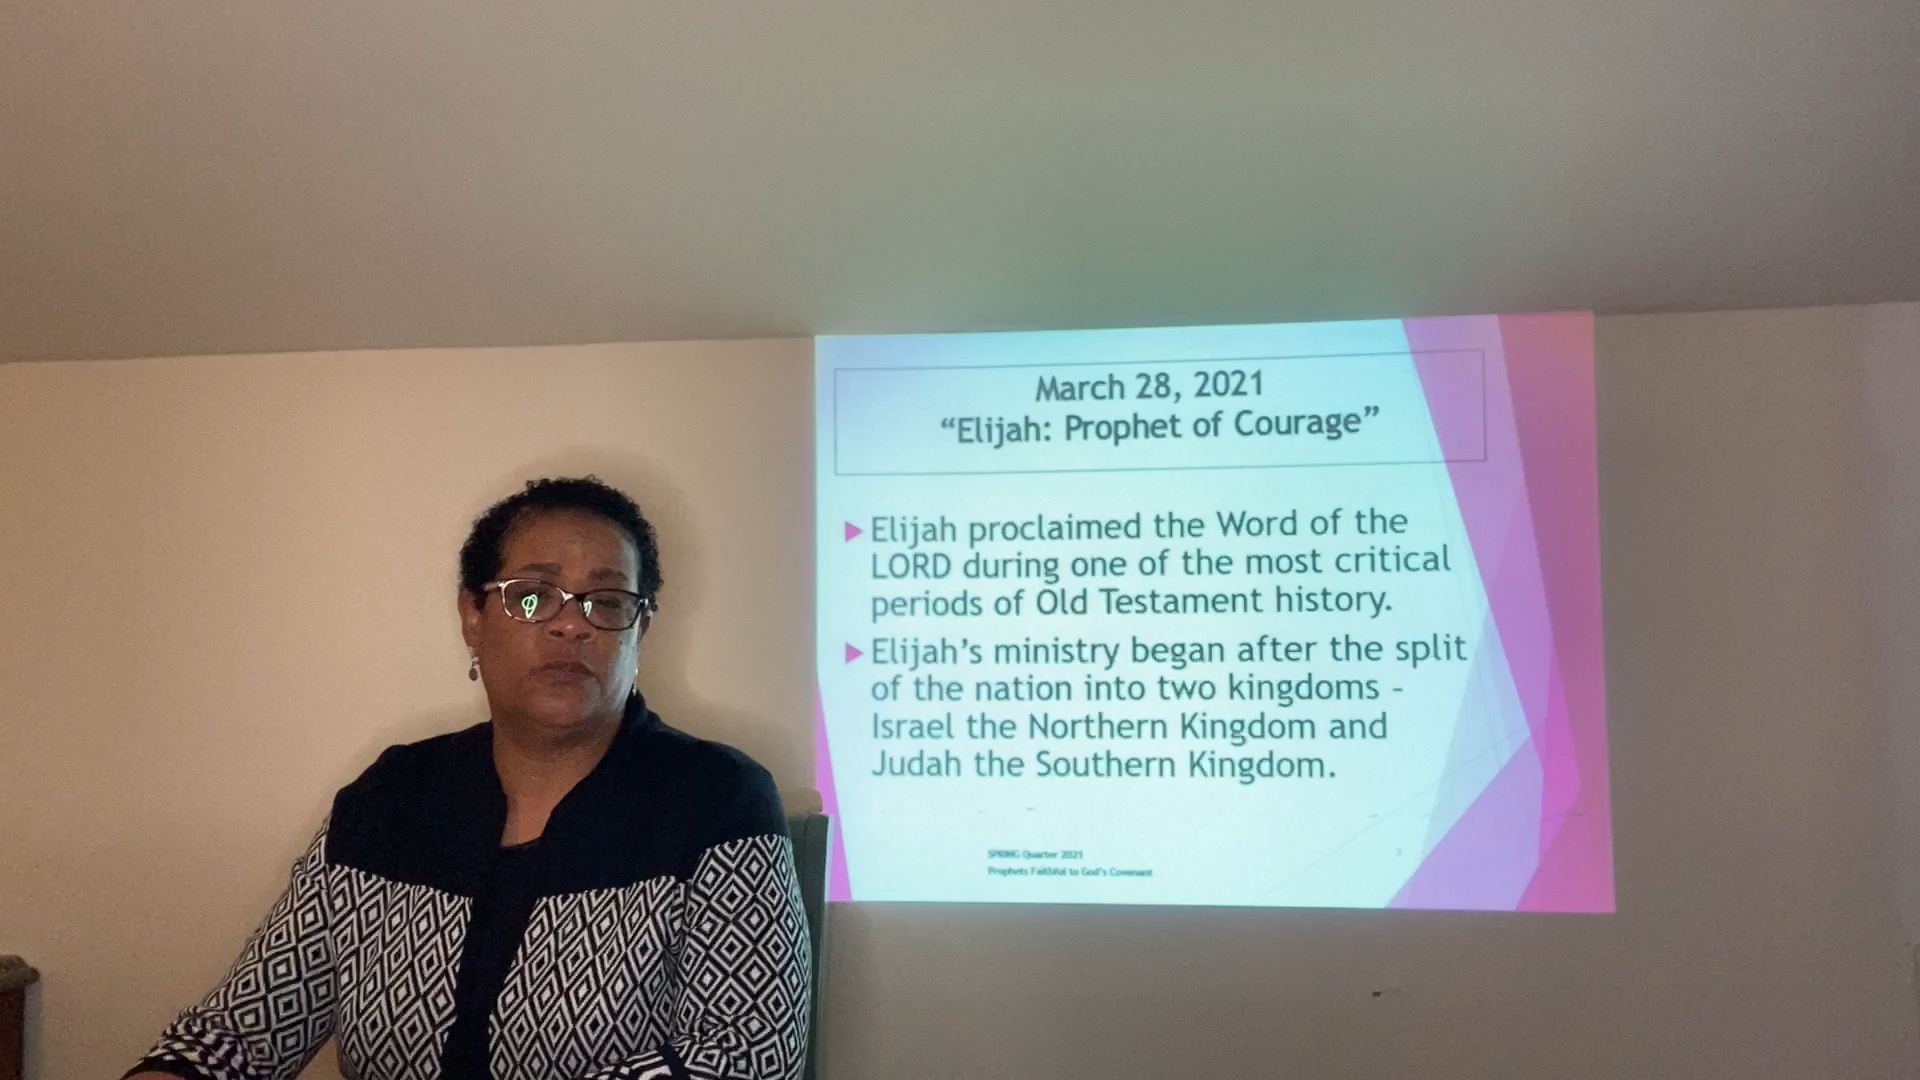 March 28, 2021
“Elijah: Prophet of Courage”
Elijah proclaimed the Word of the
LORD during one of the most critical
periods of Old Testament history.
Elijah’s ministry began after the split
of the nation into two kingdoms –
Israel the Northern Kingdom and
Judah the Southern Kingdom.
SPRING Quarter 2021
Prophets Faithful to God's Covenant